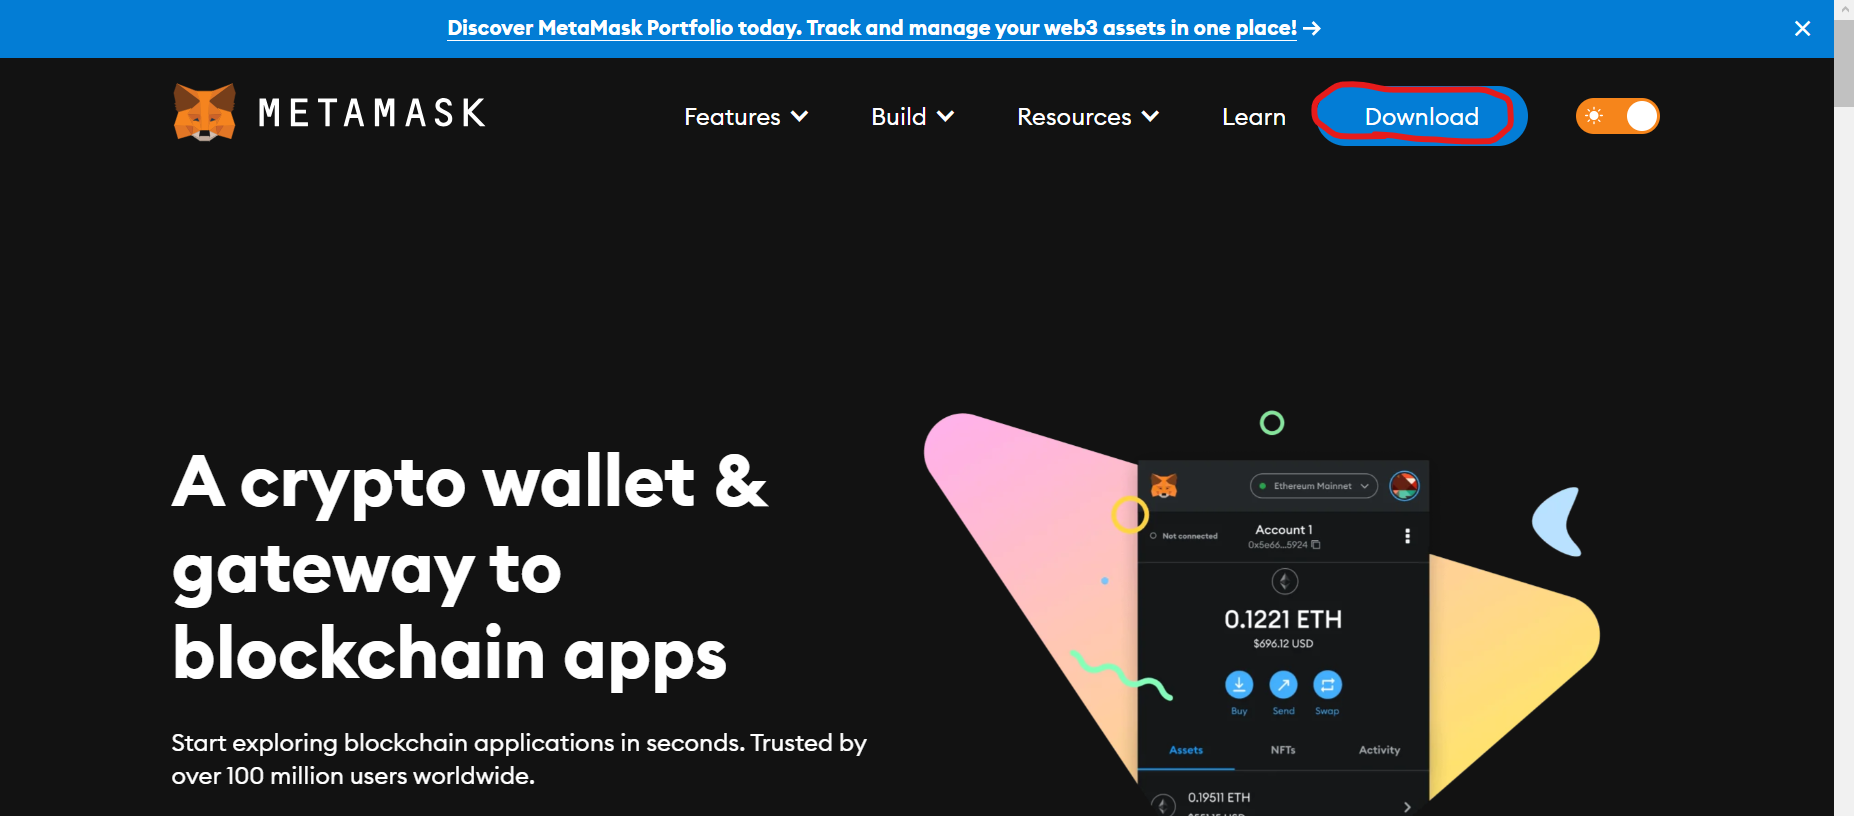 Discover MetaMask Portfolio today. Track and manage your web3 assets in one place! →
METAMASK
Features
Build
Resources
Learn
Download
A crypto wallet &
gateway to
blockchain apps
Start exploring blockchain applications in seconds. Trusted by
over 100 million users worldwide.
Ethereum Mainnet
Not connected
Account 1
0x5e66...5924
0.1221 ETH
$696.12 USD
Buy
Send
Swap
Assets
NFTs
Activity
0.19511 ETH